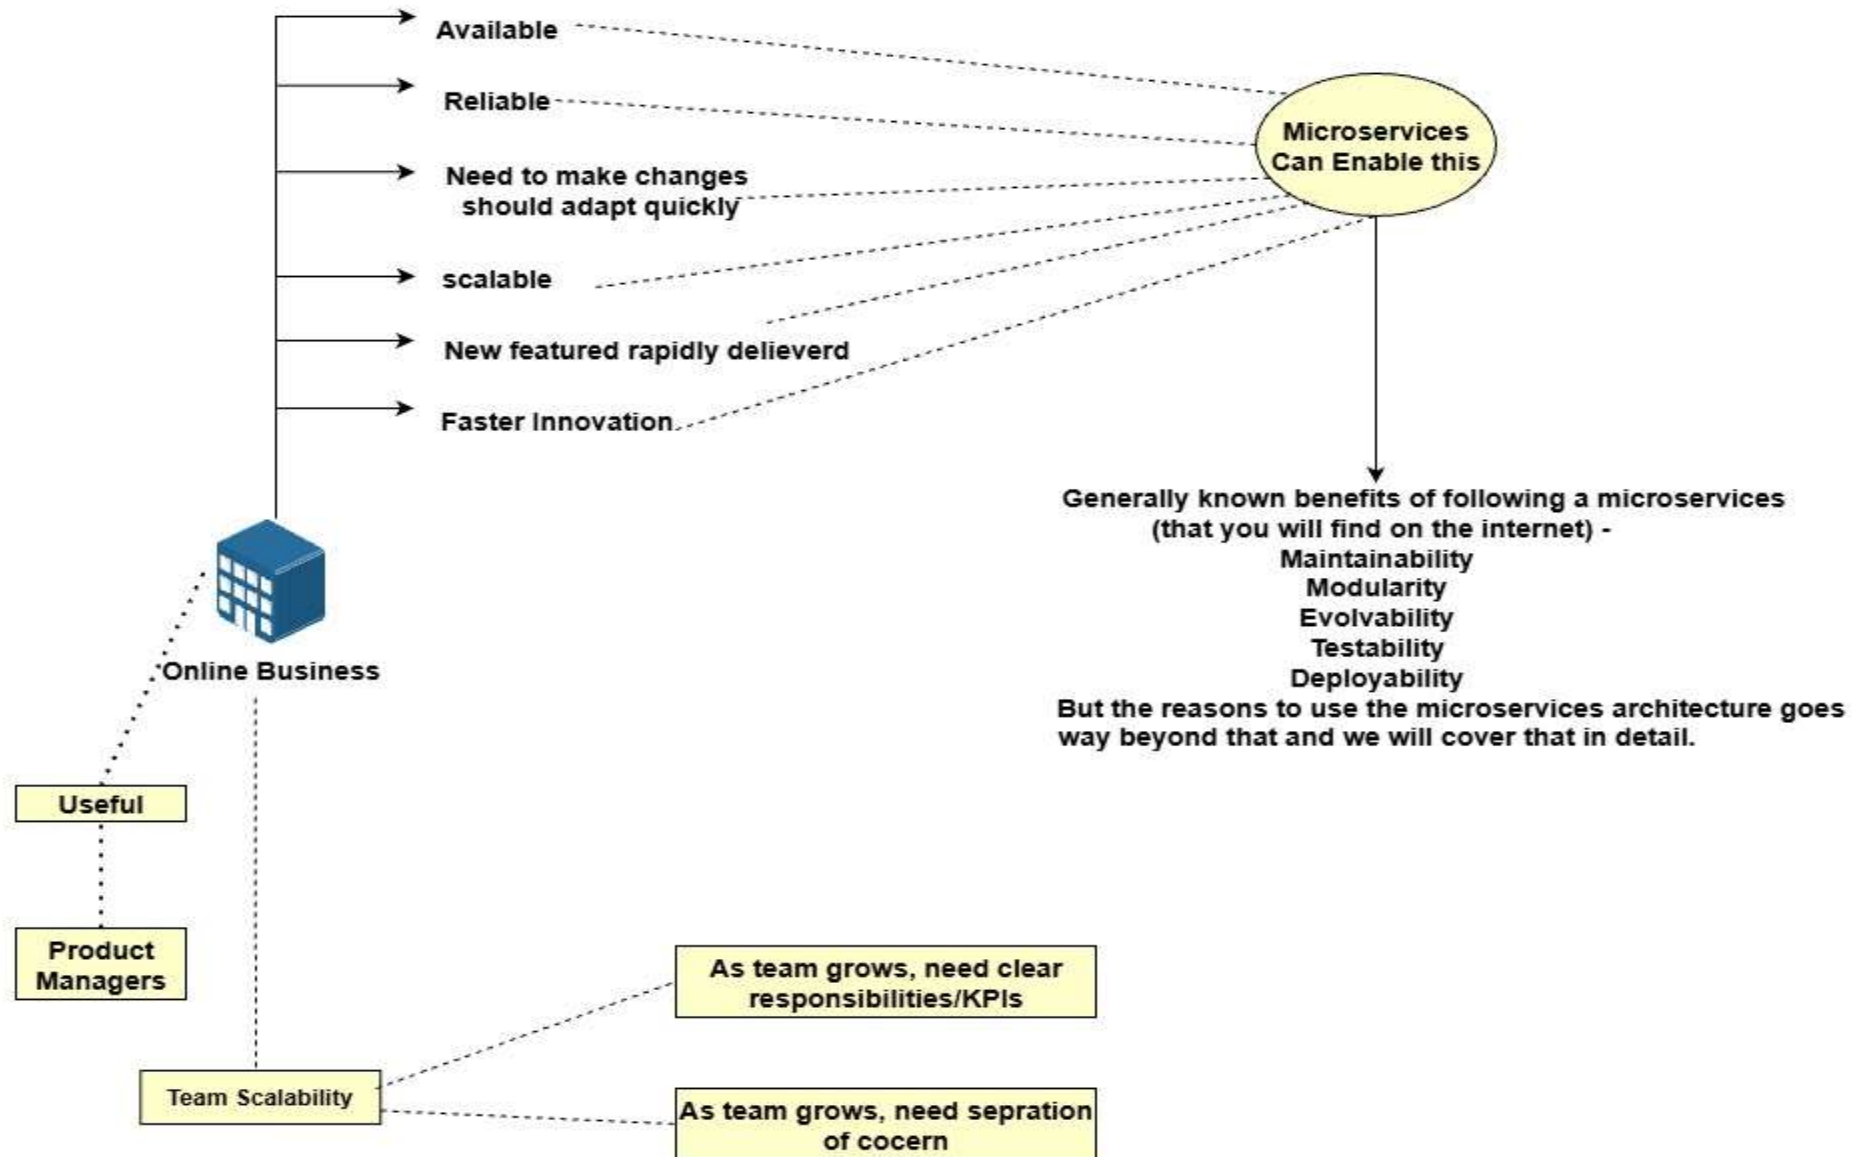 Available
Reliable
Need to make changes
should adapt quickly
scalable
New featured rapidly delieverd
Faster Innovation
Microservices
Can Enable this
Generally known benefits of following a microservices
(that you will find on the internet) -
Maintainability
Modularity
Evolvability
Testability
Deployability
But the reasons to use the microservices architecture goes
way beyond that and we will cover that in detail.
Online Business
Useful
Product
Managers
Team Scalability
As team grows, need clear
responsibilities/KPIs
As team grows, need sepration
of cocern